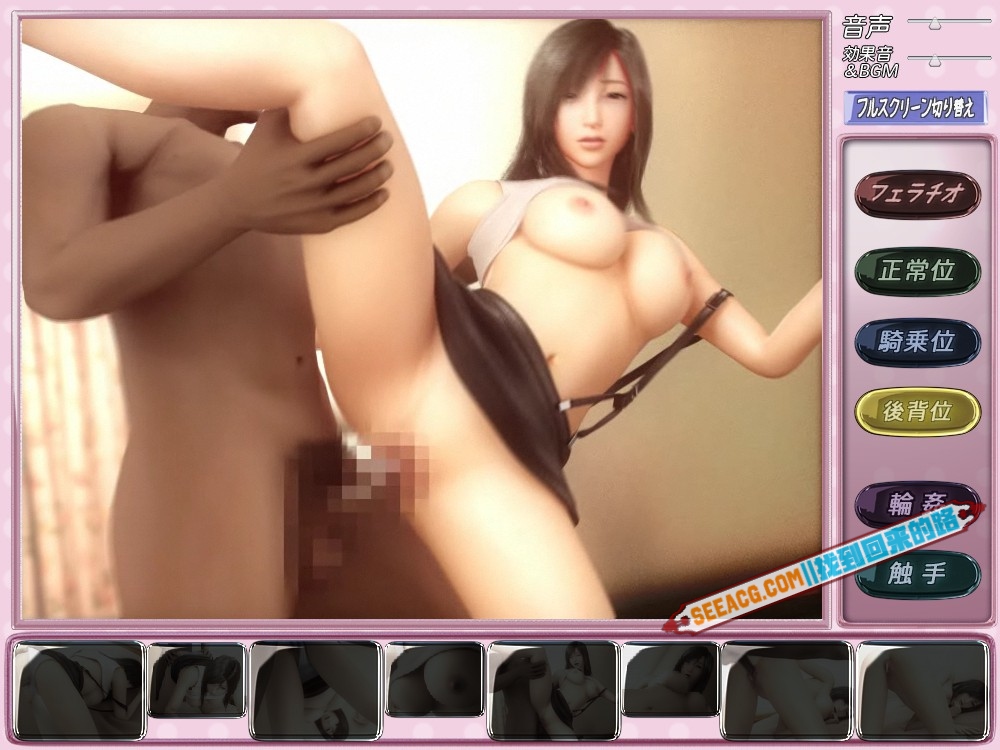 音声
効果音
&BGM
フルスクリーン切り替え
フェラチオ
正常位
騎乗位
後背位
輪姦
触手
SEEACG.COM||找到回来的路